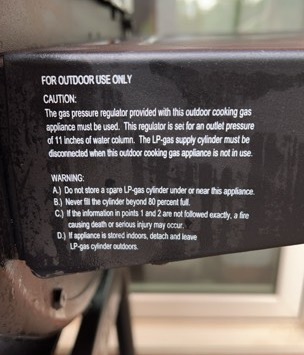 FOR OUTDOOR USE ONLY
CAUTION:
The gas pressure regulator provided with this outdoor cooking gas
appliance must be used. This regulator is set for an outlet pressure
of 11 inches of water column. The LP-gas supply cylinder must be
disconnected when this outdoor cooking gas appliance is not in use.
WARNING:
A.) Do not store a spare LP-gas cylinder under or near this appliance.
B.) Never fill the cylinder beyond 80 percent full.
C.) If the information in points 1 and 2 are not followed exactly, a fire
causing death or serious injury may occur.
D.) If appliance is stored indoors, detach and leave
LP-gas cylinder outdoors.